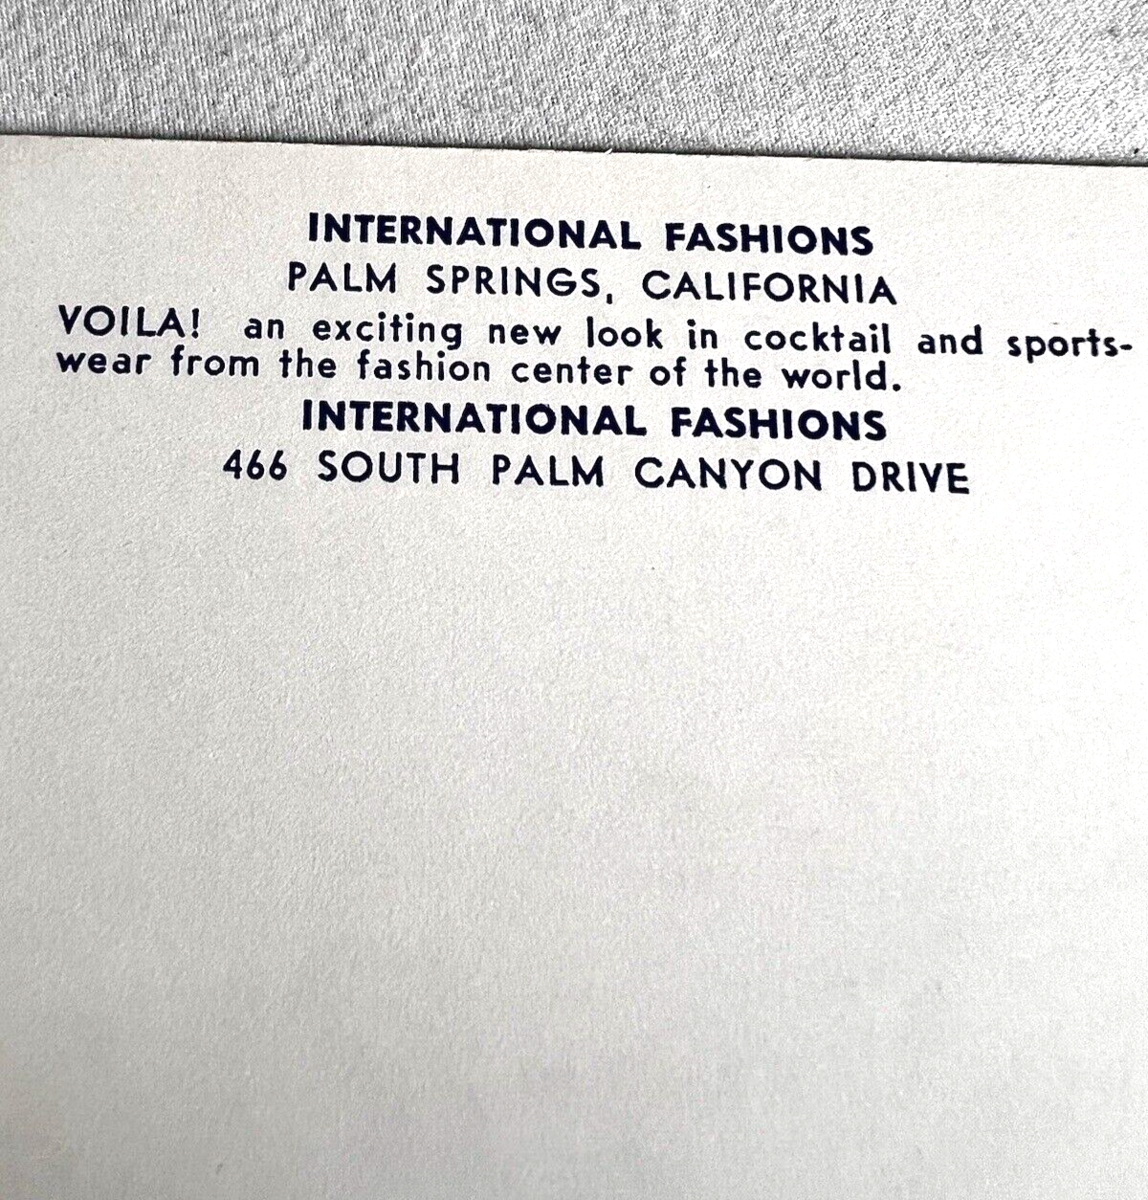 INTERNATIONAL FASHIONS
PALM SPRINGS, CALIFORNIA
VOILA! an exciting new look in cocktail and sports-
wear from the fashion center of the world.
INTERNATIONAL FASHIONS
466 SOUTH PALM CANYON DRIVE